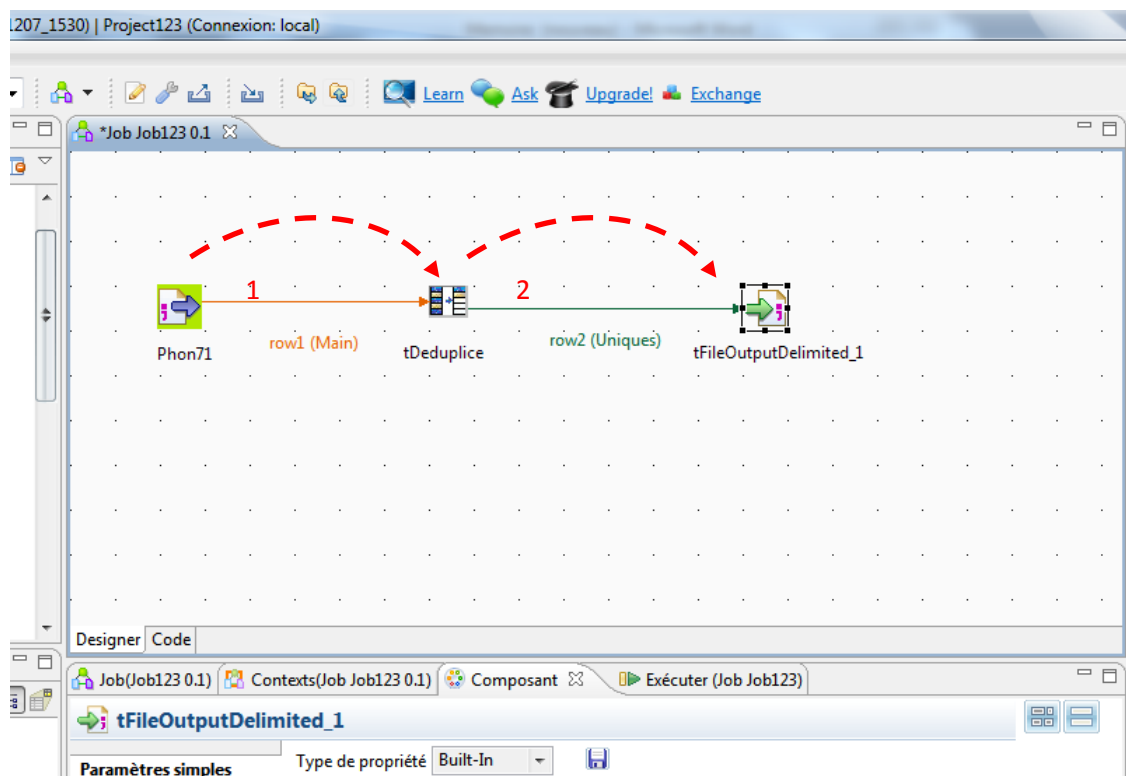 1207_1530) | Project123 (Connexion: local)
Learn Ask Upgrade! Exchange
*Job Job123 0.1
1 2
row1 (Main) row2 (Uniques)
Phon71 tDeduplice tFileOutputDelimited_1
Designer Code
Job(Job123 0.1) Contexts(Job Job123 0.1) Composant Exécuter (Job Job123)
tFileOutputDelimited_1
Type de propriété Built-In
Paramètres simples